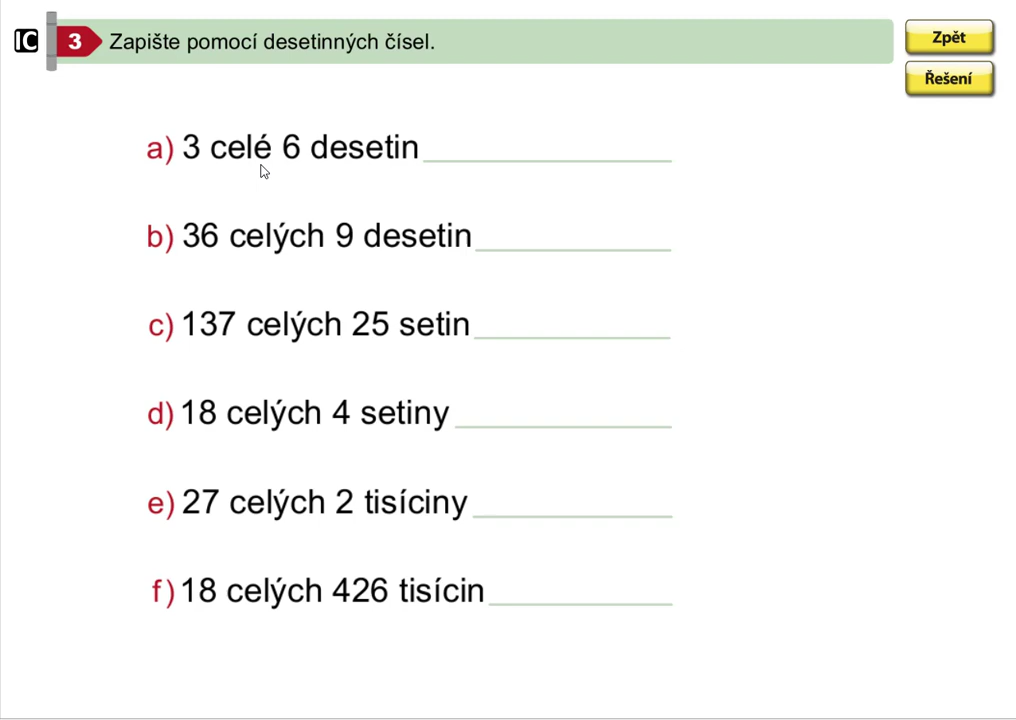 IC 3 Zapište pomocí desetinných čísel.
Zpět
Řešení
a) 3 celé 6 desetin
b) 36 celých 9 desetin
c) 137 celých 25 setin
d) 18 celých 4 setiny
e) 27 celých 2 tisíciny
f) 18 celých 426 tisícin